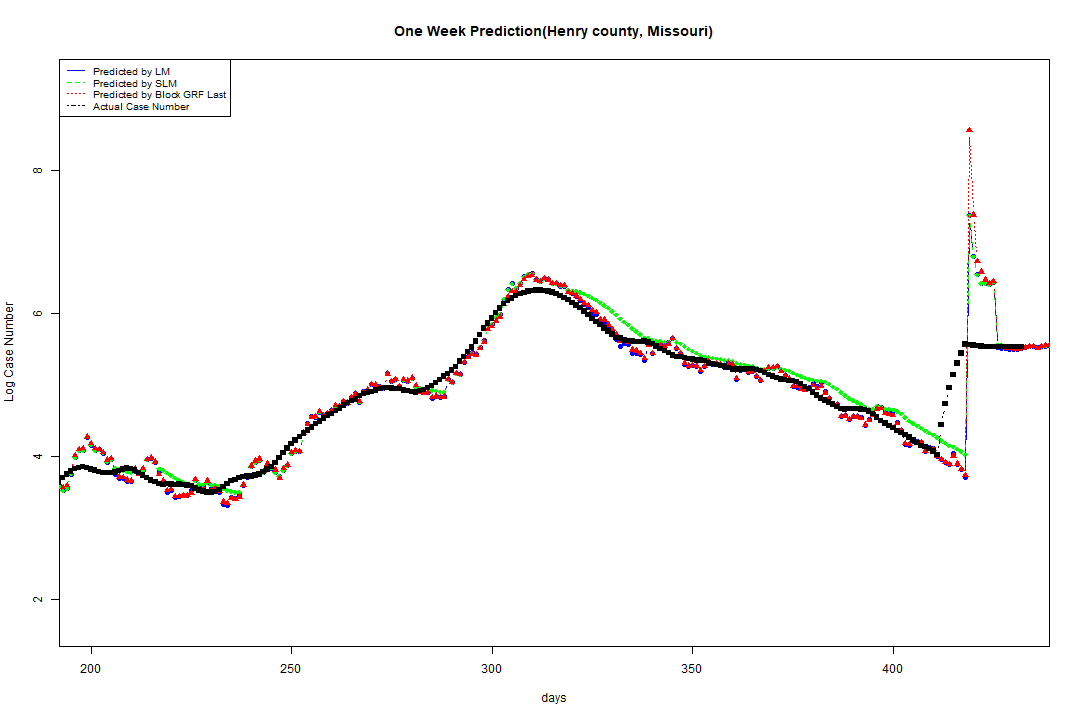 One Week Prediction(Henry county, Missouri)
Predicted by LM
Predicted by SLM
Predicted by Block GRF Last
Actual Case Number
8
6
4
2
Log Case Number
200 250 300 350 400
days